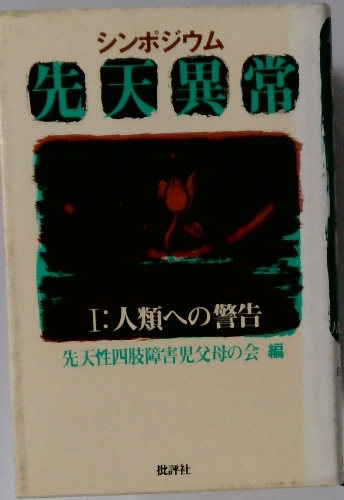 シンポジウム
先天異常
I:人類への警告
先天性四肢障害児父母の会 編
批評社